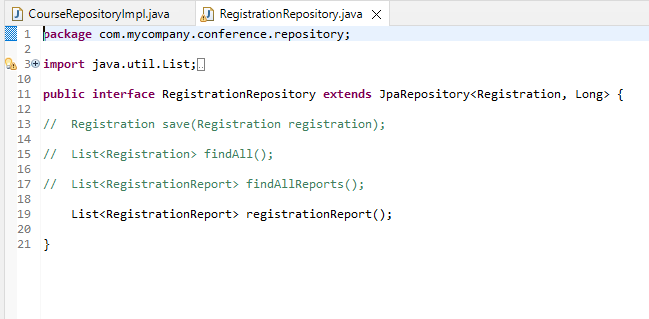 CourseRepositoryImpl.java RegistrationRepository.java
1 package com.mycompany.conference.repository;
2
3 import java.util.List;
10
11 public interface RegistrationRepository extends JpaRepository<Registration, Long> {
12
13 //  Registration save(Registration registration);
14
15 //  List<Registration> findAll();
16
17 //  List<RegistrationReport> findAllReports();
18
19     List<RegistrationReport> registrationReport();
20
21 }